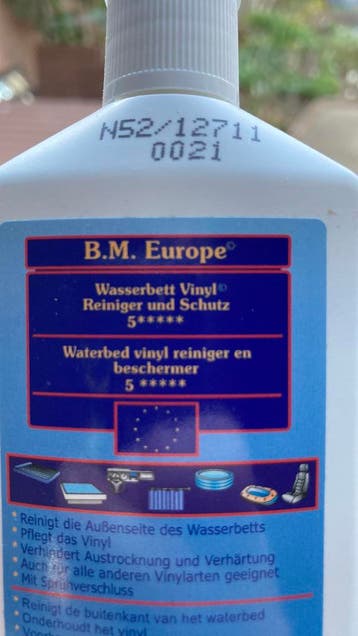 N52/12711
0021
B.M. Europe©
Wasserbett Vinyl©
Reiniger und Schutz
5*****
Waterbed vinyl reiniger en
beschermer
5 *****
* Reinigt die Außenseite des Wasserbetts
* Pflegt das Vinyl
* Verhindert Austrocknung und Verhärtung
* Auch für alle anderen Vinylarten geeignet
* Mit Sprühverschluss
* Reinigt de buitenkant van het waterbed
* Onderhoudt het vinyl